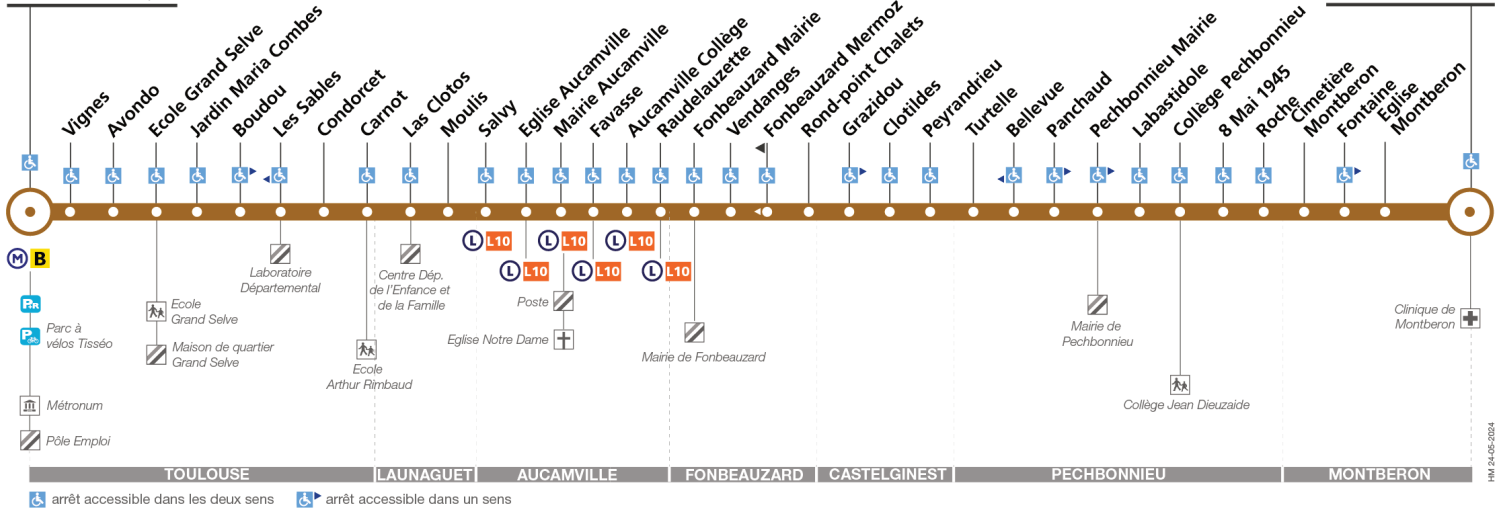 Vignes
Avondo
Ecole Grand Selve
Jardin Maria Combes
Boudou
Les Sables
Condorcet
Carnot
Las Clotos
Moulis
Salvy
Eglise Aucamville
Mairie Aucamville
Favasse
Aucamville Collège
Raudelauzette
Fonbeauzard Mairie
Vendanges
Fonbeauzard Mermoz
Rond-point Chalets
Grazidou
Clotildes
Peyrandrieu
Turtelle
Bellevue
Panchaud
Pechbonnieu Mairie
Labastidole
Collège Pechbonnieu
8 Mai 1945
Roche
Cimetière
Montberon
Fontaine
Eglise
Montberon
M B
L L10
L L10
L L10
L L10
L L10
L L10
PR
P
Parc à
vélos Tisséo
Métronum
Pôle Emploi
Ecole
Grand Selve
Maison de quartier
Grand Selve
Laboratoire
Départemental
Ecole
Arthur Rimbaud
Centre Dép.
de l'Enfance et
de la Famille
Poste
Eglise Notre Dame
Mairie de Fonbeauzard
Mairie de
Pechbonnieu
Collège Jean Dieuzaide
Clinique de
Montberon
TOULOUSE
LAUNAGUET
AUCAMVILLE
FONBEAUZARD
CASTELGINEST
PECHBONNIEU
MONTBERON
arrêt accessible dans les deux sens
arrêt accessible dans un sens
HM 24-05-2024